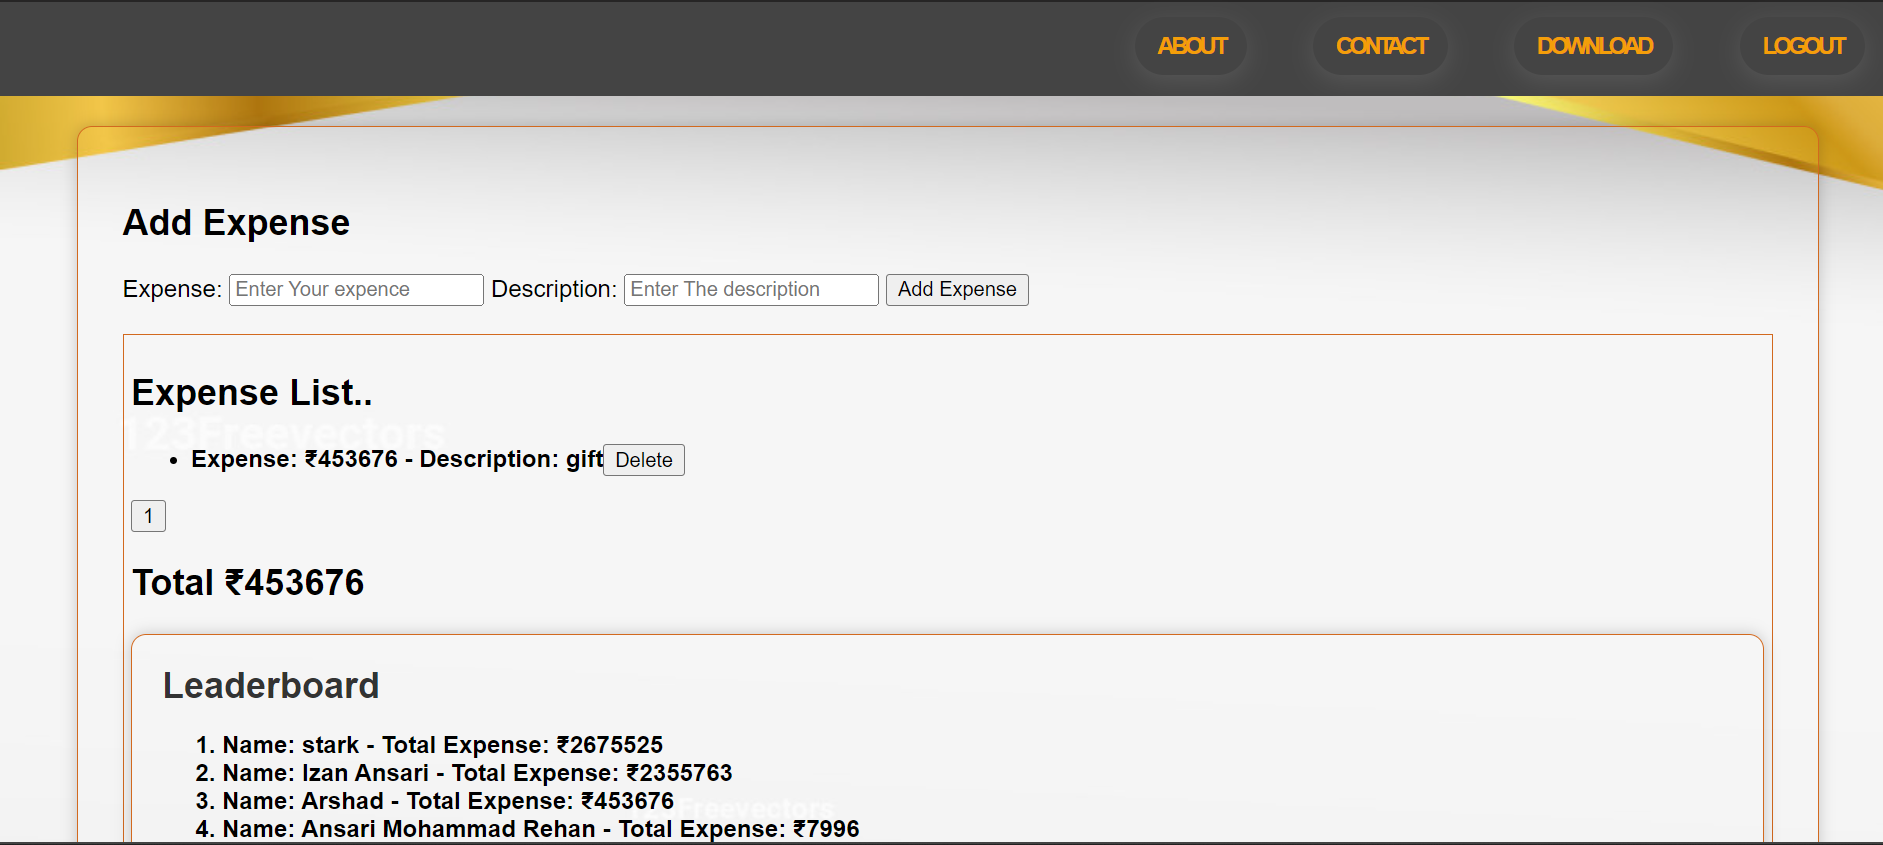 ABOUT CONTACT DOWNLOAD LOGOUT
Add Expense
Expense: Enter Your expence Description: Enter The description Add Expense
Expense List..
123Freevectors
• Expense: ₹453676 - Description: gift Delete
1
Total ₹453676
Leaderboard
1. Name: stark - Total Expense: ₹2675525
2. Name: Izan Ansari - Total Expense: ₹2355763
3. Name: Arshad - Total Expense: ₹453676
Freevectors
4. Name: Ansari Mohammad Rehan - Total Expense: ₹7996